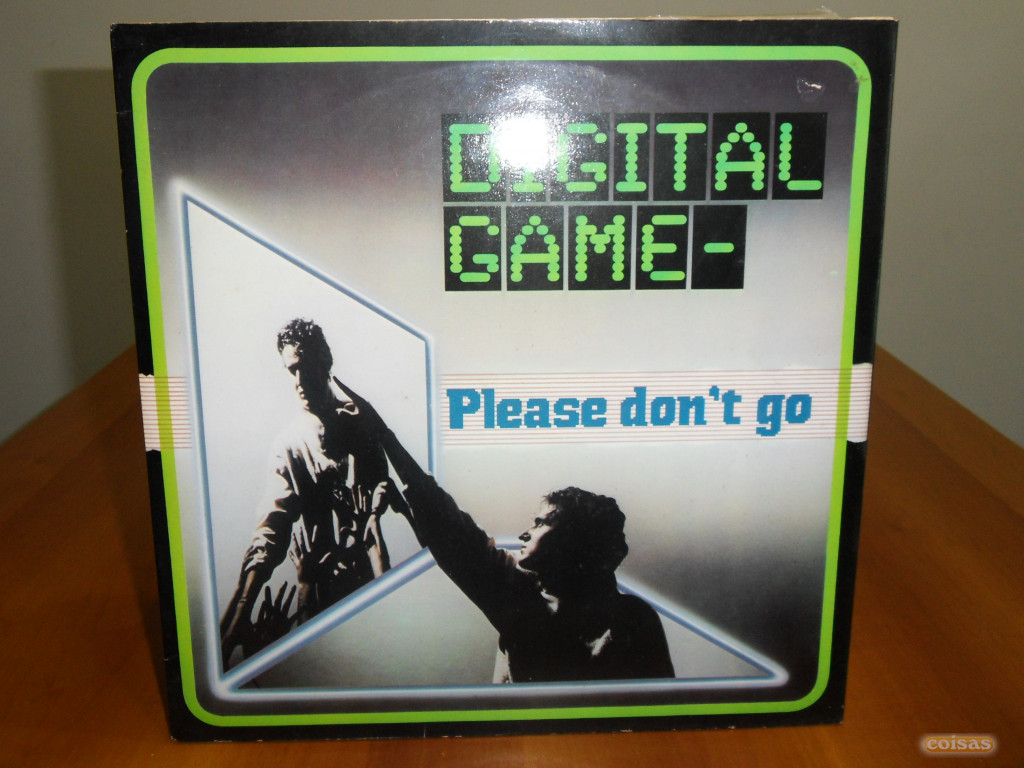 DIGITAL
GAME-
Please don't go
coisas